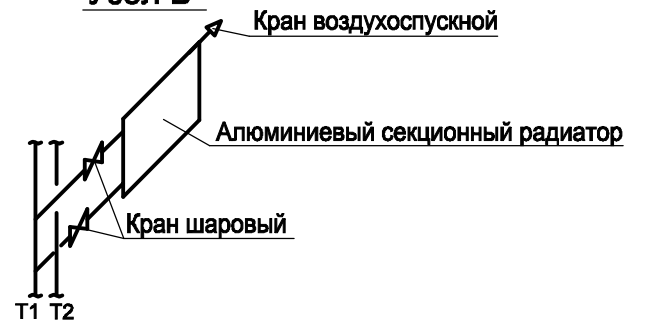 Кран воздухоспускной
Алюминиевый секционный радиатор
Кран шаровый
Т1 Т2